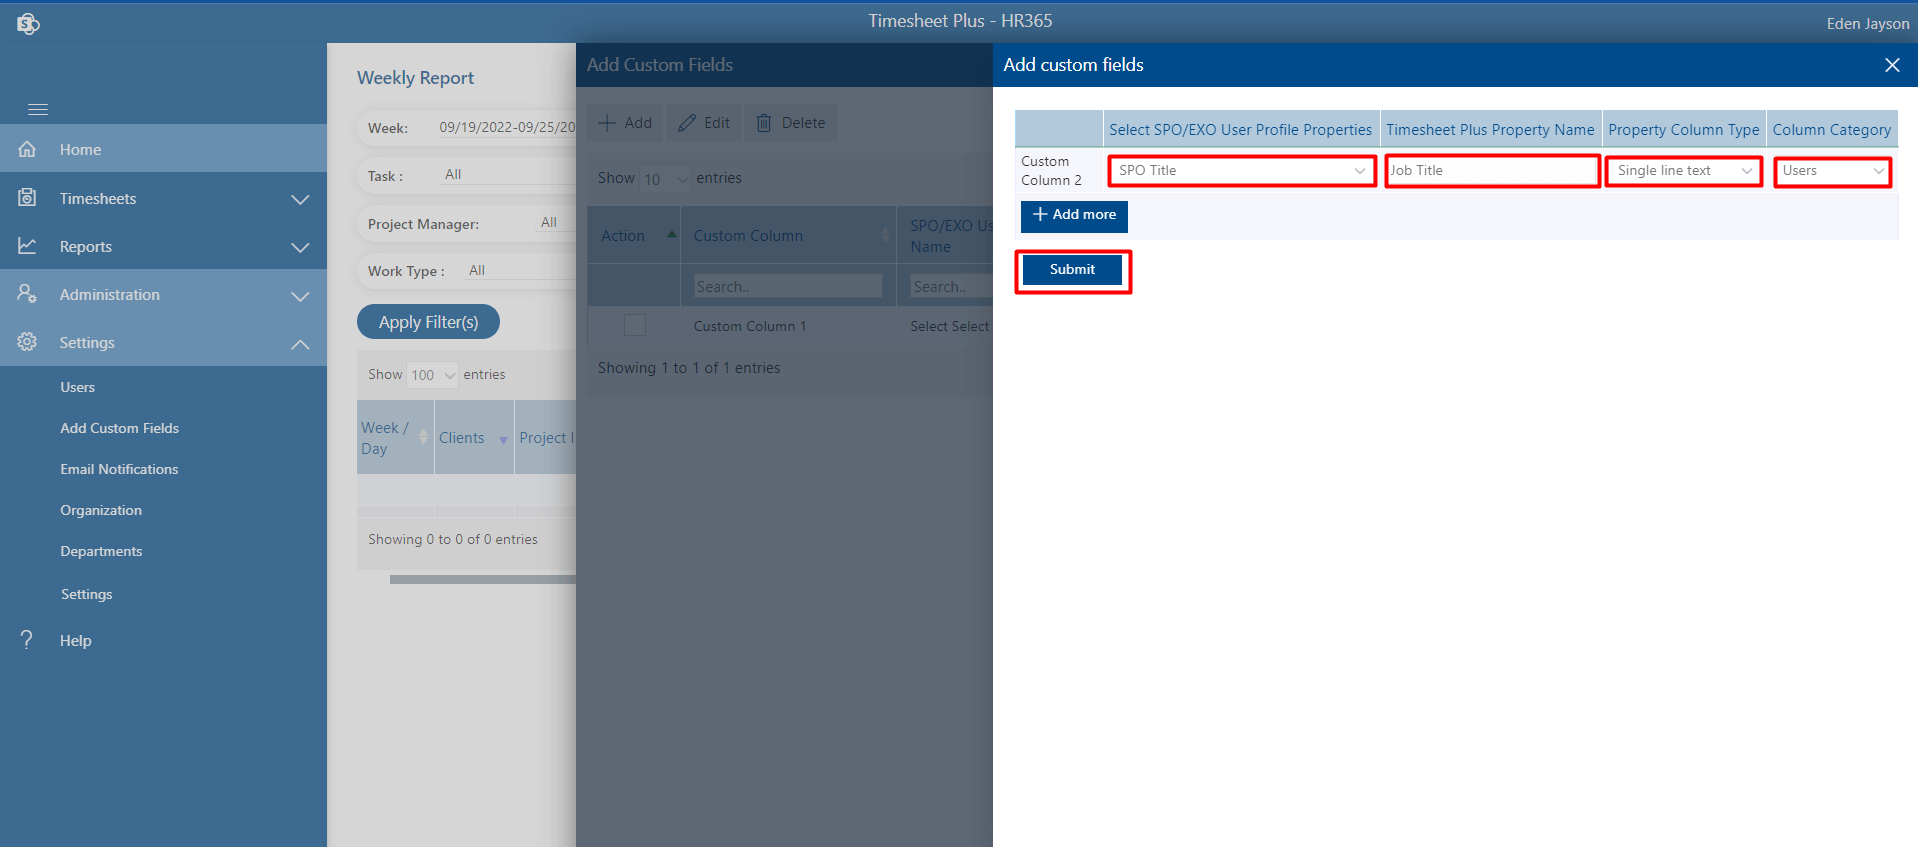 Timesheet Plus - HR365
Eden Jayson
Home
Timesheets
Reports
Administration
Settings
Users
Add Custom Fields
Email Notifications
Organization
Departments
Settings
Help
Weekly Report
Week: 09/19/2022-09/25/20
Task : All
Project Manager: All
Work Type : All
Apply Filter(s)
Show 100 entries
Week / Day Clients Project I
Showing 0 to 0 of 0 entries
Add Custom Fields
Add Edit Delete
Show 10 entries
Action Custom Column SPO/EXO Us
Name
Search.. Search..
Custom Column 1 Select Select
Showing 1 to 1 of 1 entries
Add custom fields
Select SPO/EXO User Profile Properties Timesheet Plus Property Name Property Column Type Column Category
Custom
Column 2
SPO Title Job Title Single line text Users
Add more
Submit